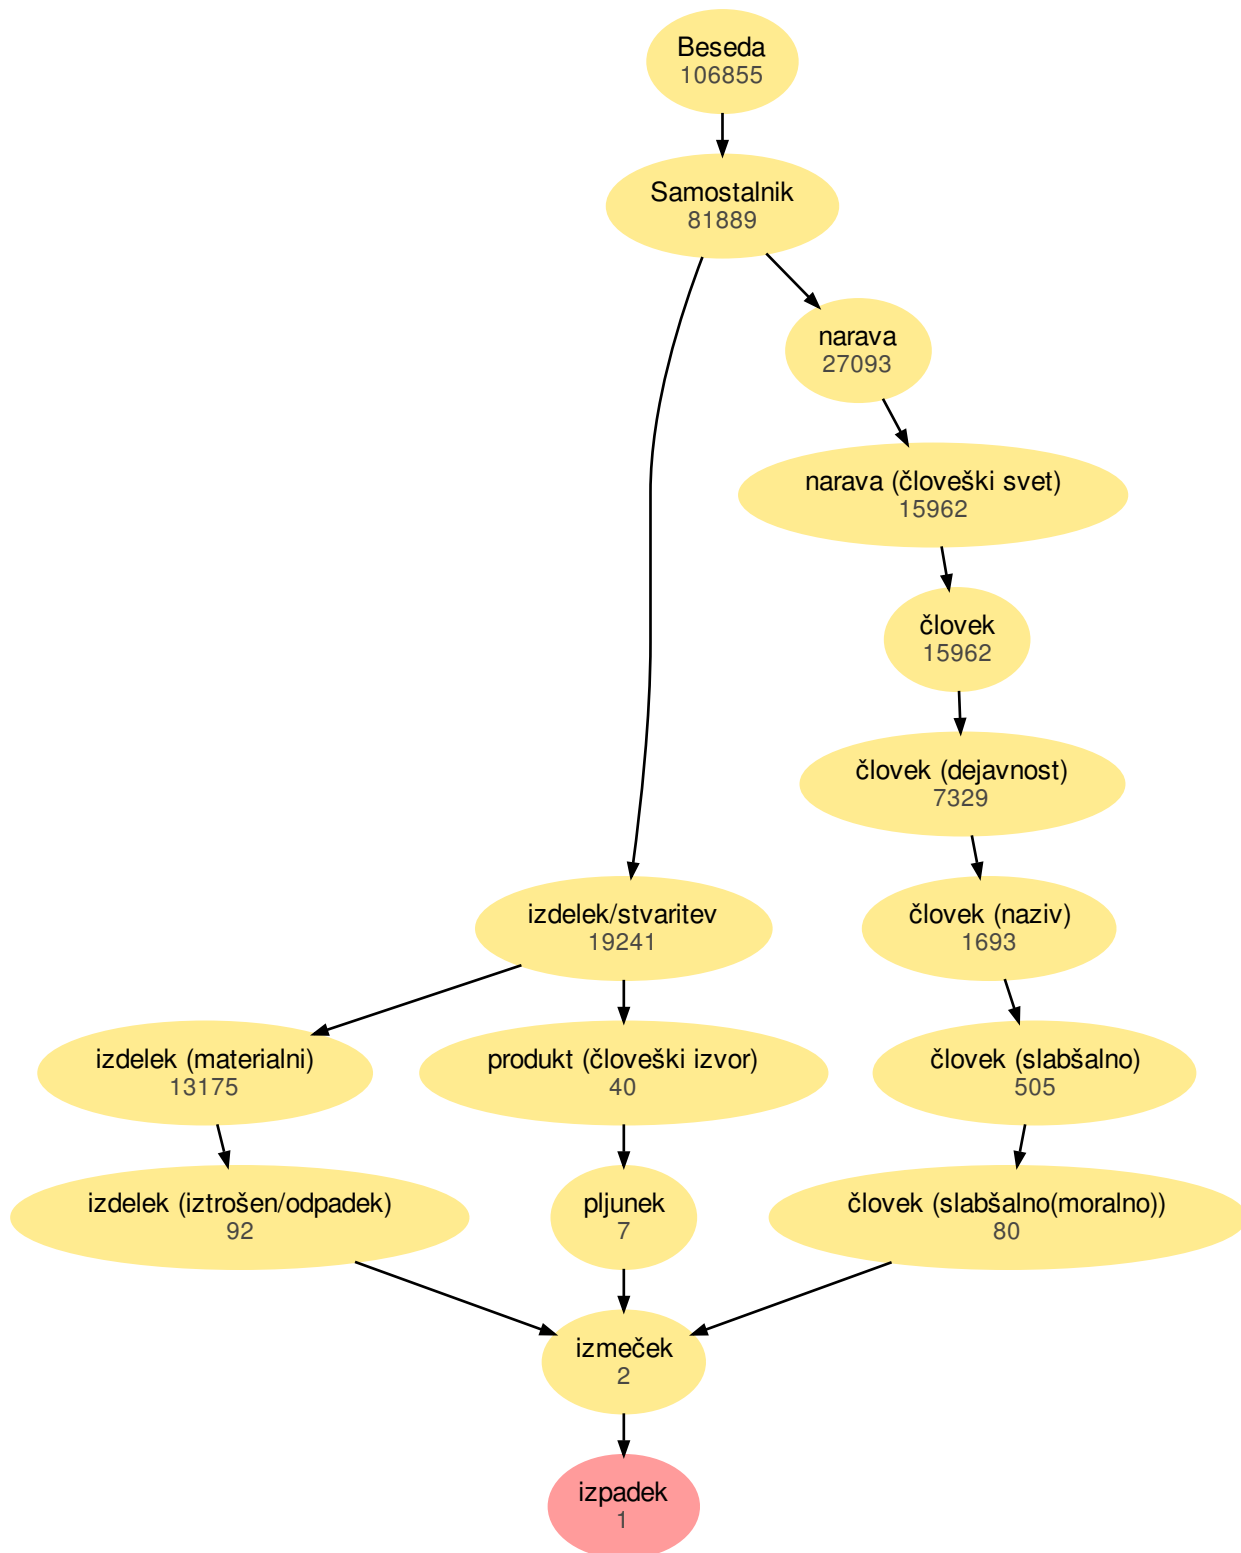 Beseda
106855
Samostalnik
81889
narava
27093
narava (človeški svet)
15962
človek
15962
človek (dejavnost)
7329
izdelek/stvaritev
19241
človek (naziv)
1693
izdelek (materialni)
13175
produkt (človeški izvor)
40
človek (slabšalno)
505
izdelek (iztrošen/odpadek)
92
pljunek
7
človek (slabšalno(moralno))
80
izmeček
2
izpadek
1